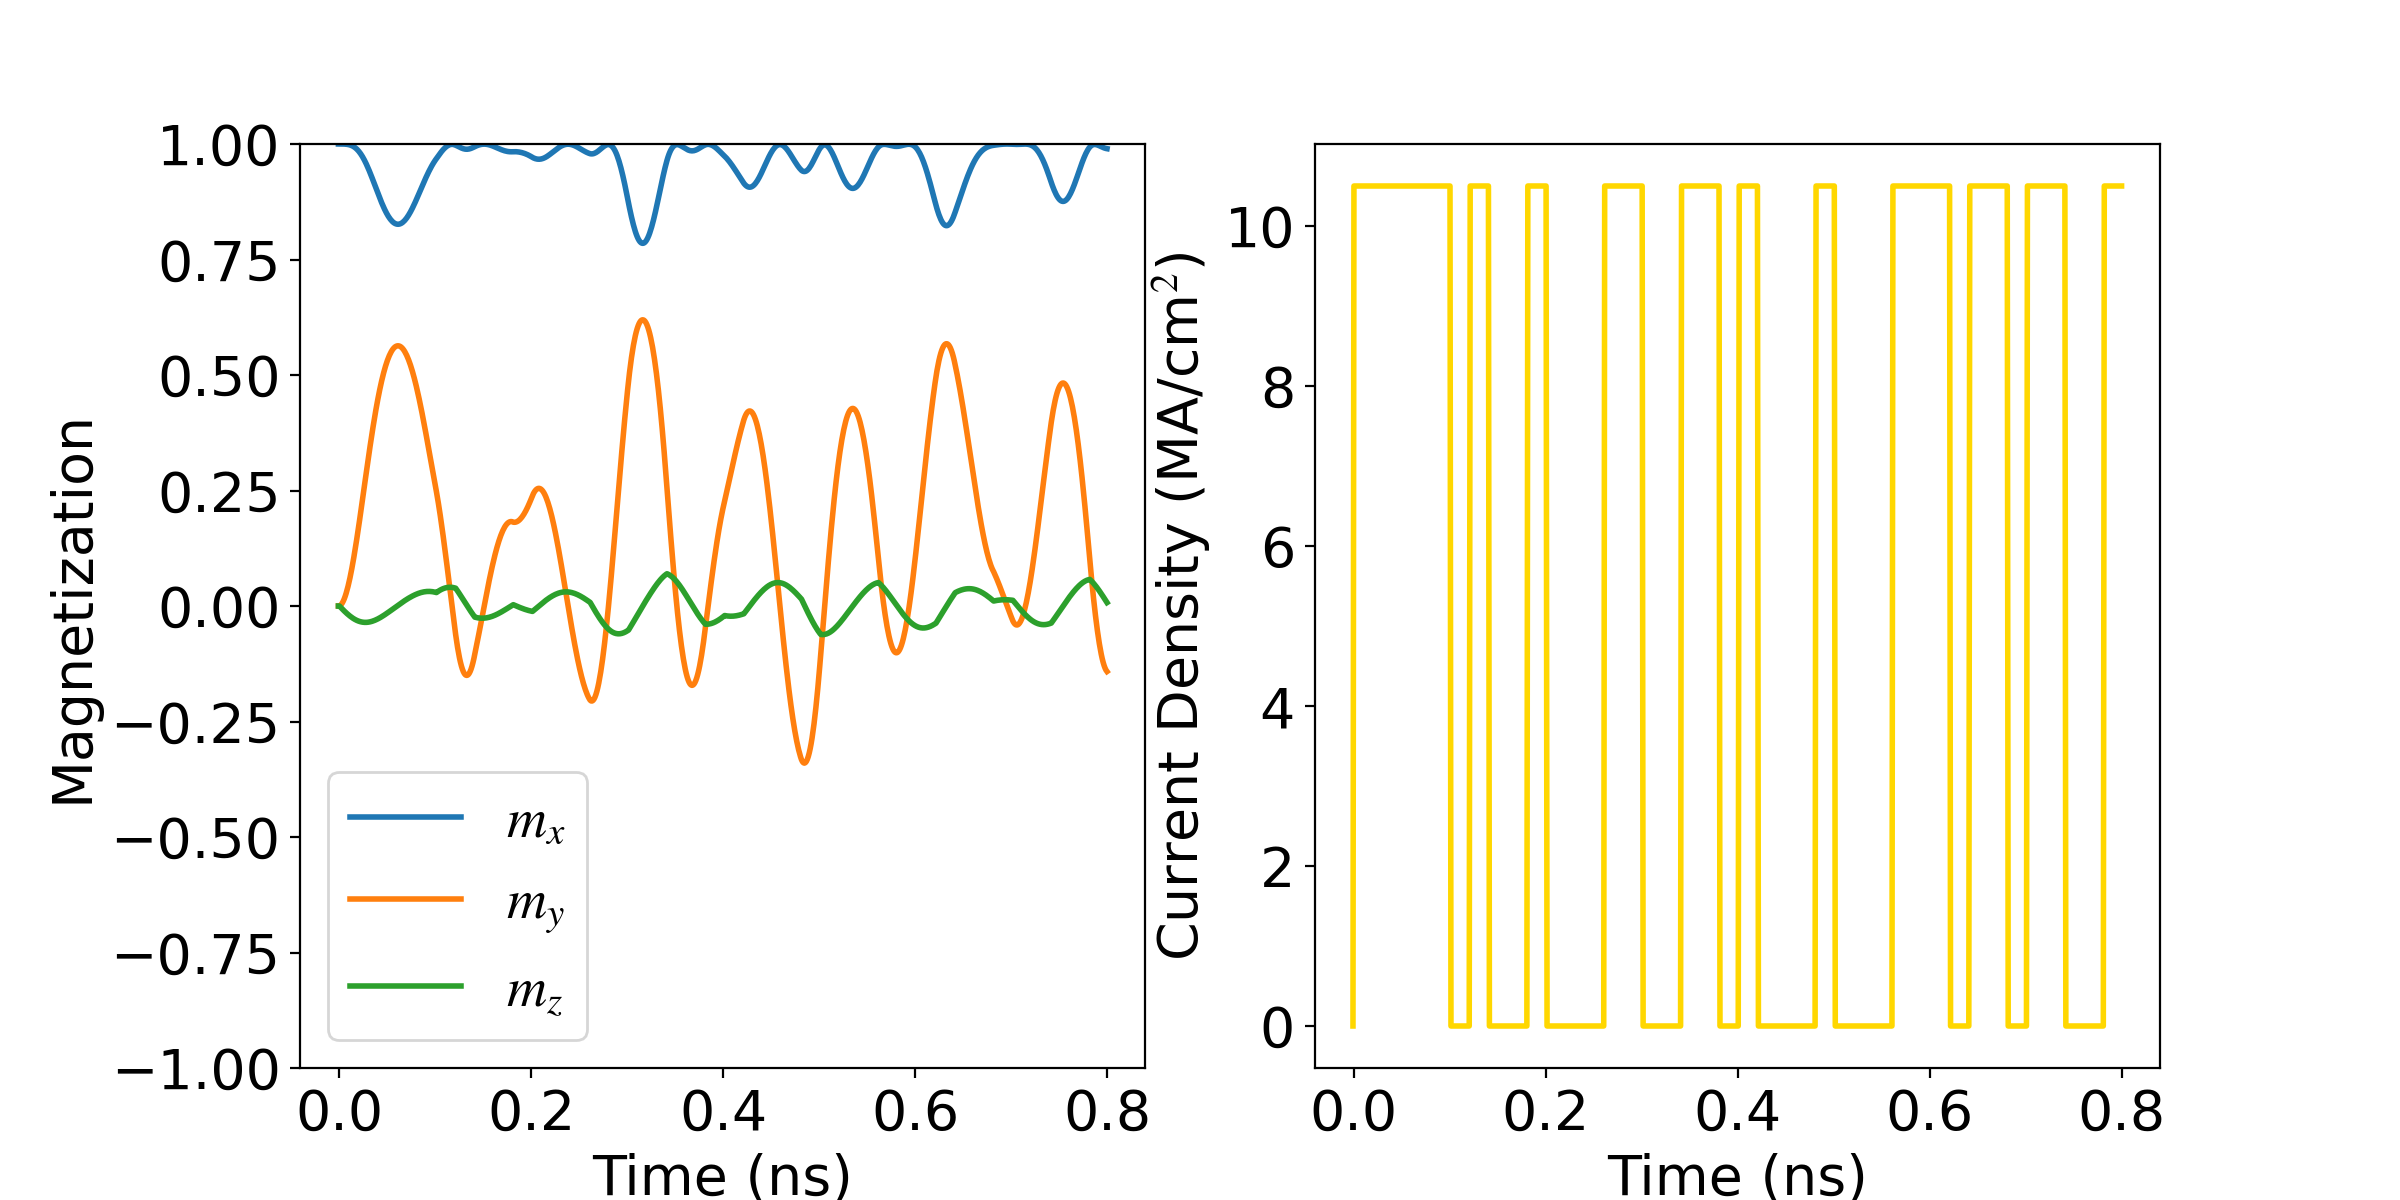 1.00
0.75
0.50
0.25
0.00
−0.25
−0.50
−0.75
−1.00
Magnetization
m_x
m_y
m_z
0.0 0.2 0.4 0.6 0.8
Time (ns)
10
8
6
4
2
0
Current Density (MA/cm²)
0.0 0.2 0.4 0.6 0.8
Time (ns)